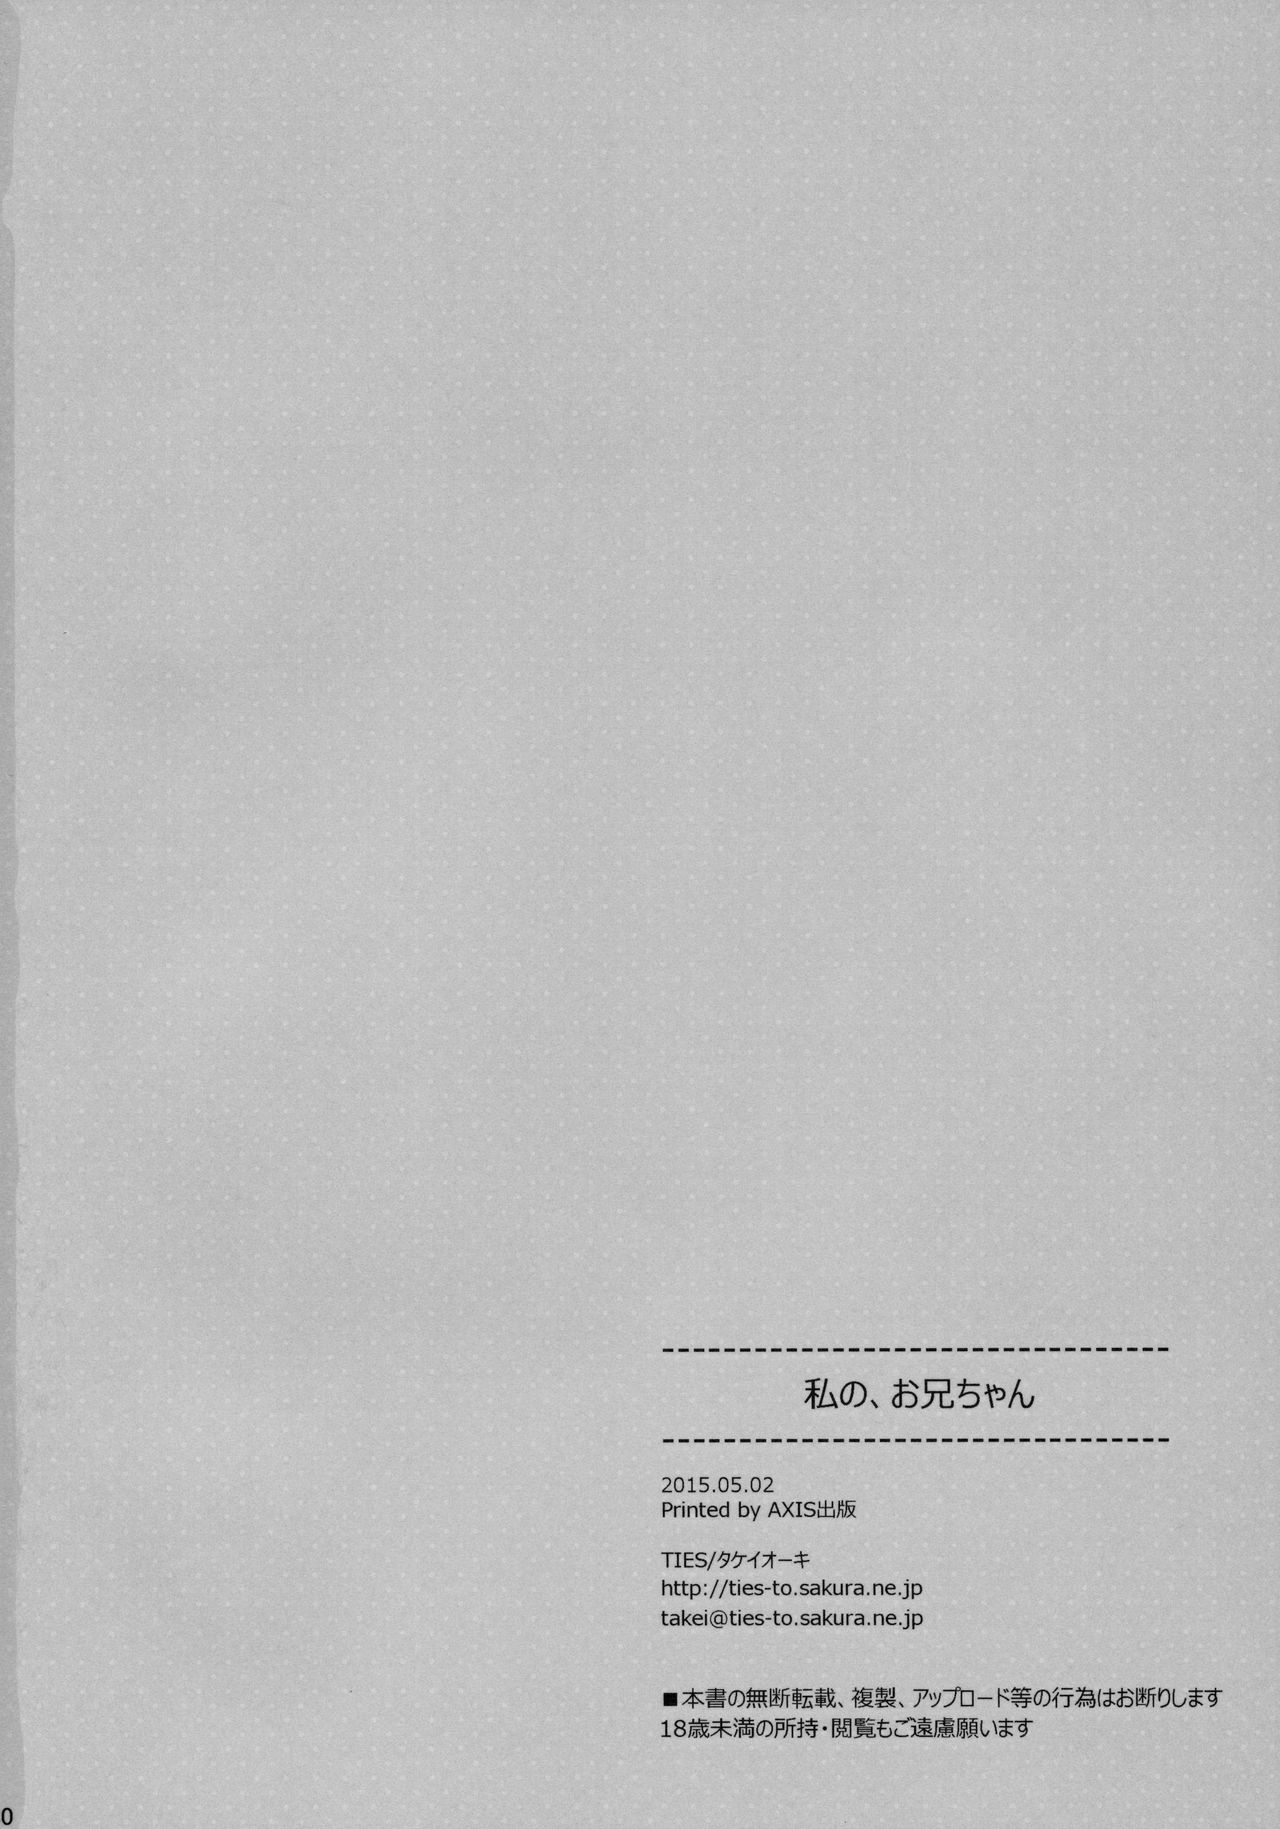 私の、お兄ちゃん
2015.05.02
Printed by AXIS出版
TIES/タケイオーキ
http://ties-to.sakura.ne.jp
takei@ties-to.sakura.ne.jp
■本書の無断転載、複製、アップロード等の行為はお断りします
18歳未満の所持・閲覧もご遠慮願います
0